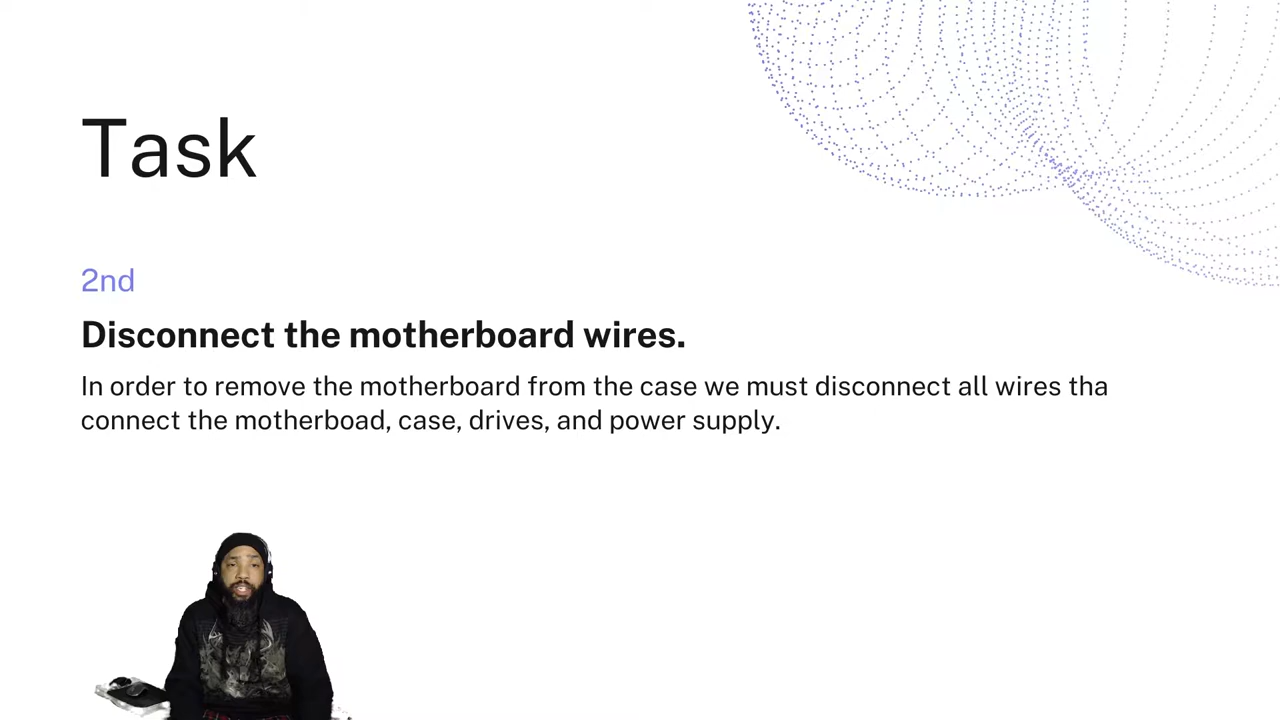 Task
2nd
Disconnect the motherboard wires.
In order to remove the motherboard from the case we must disconnect all wires tha
connect the motherboad, case, drives, and power supply.